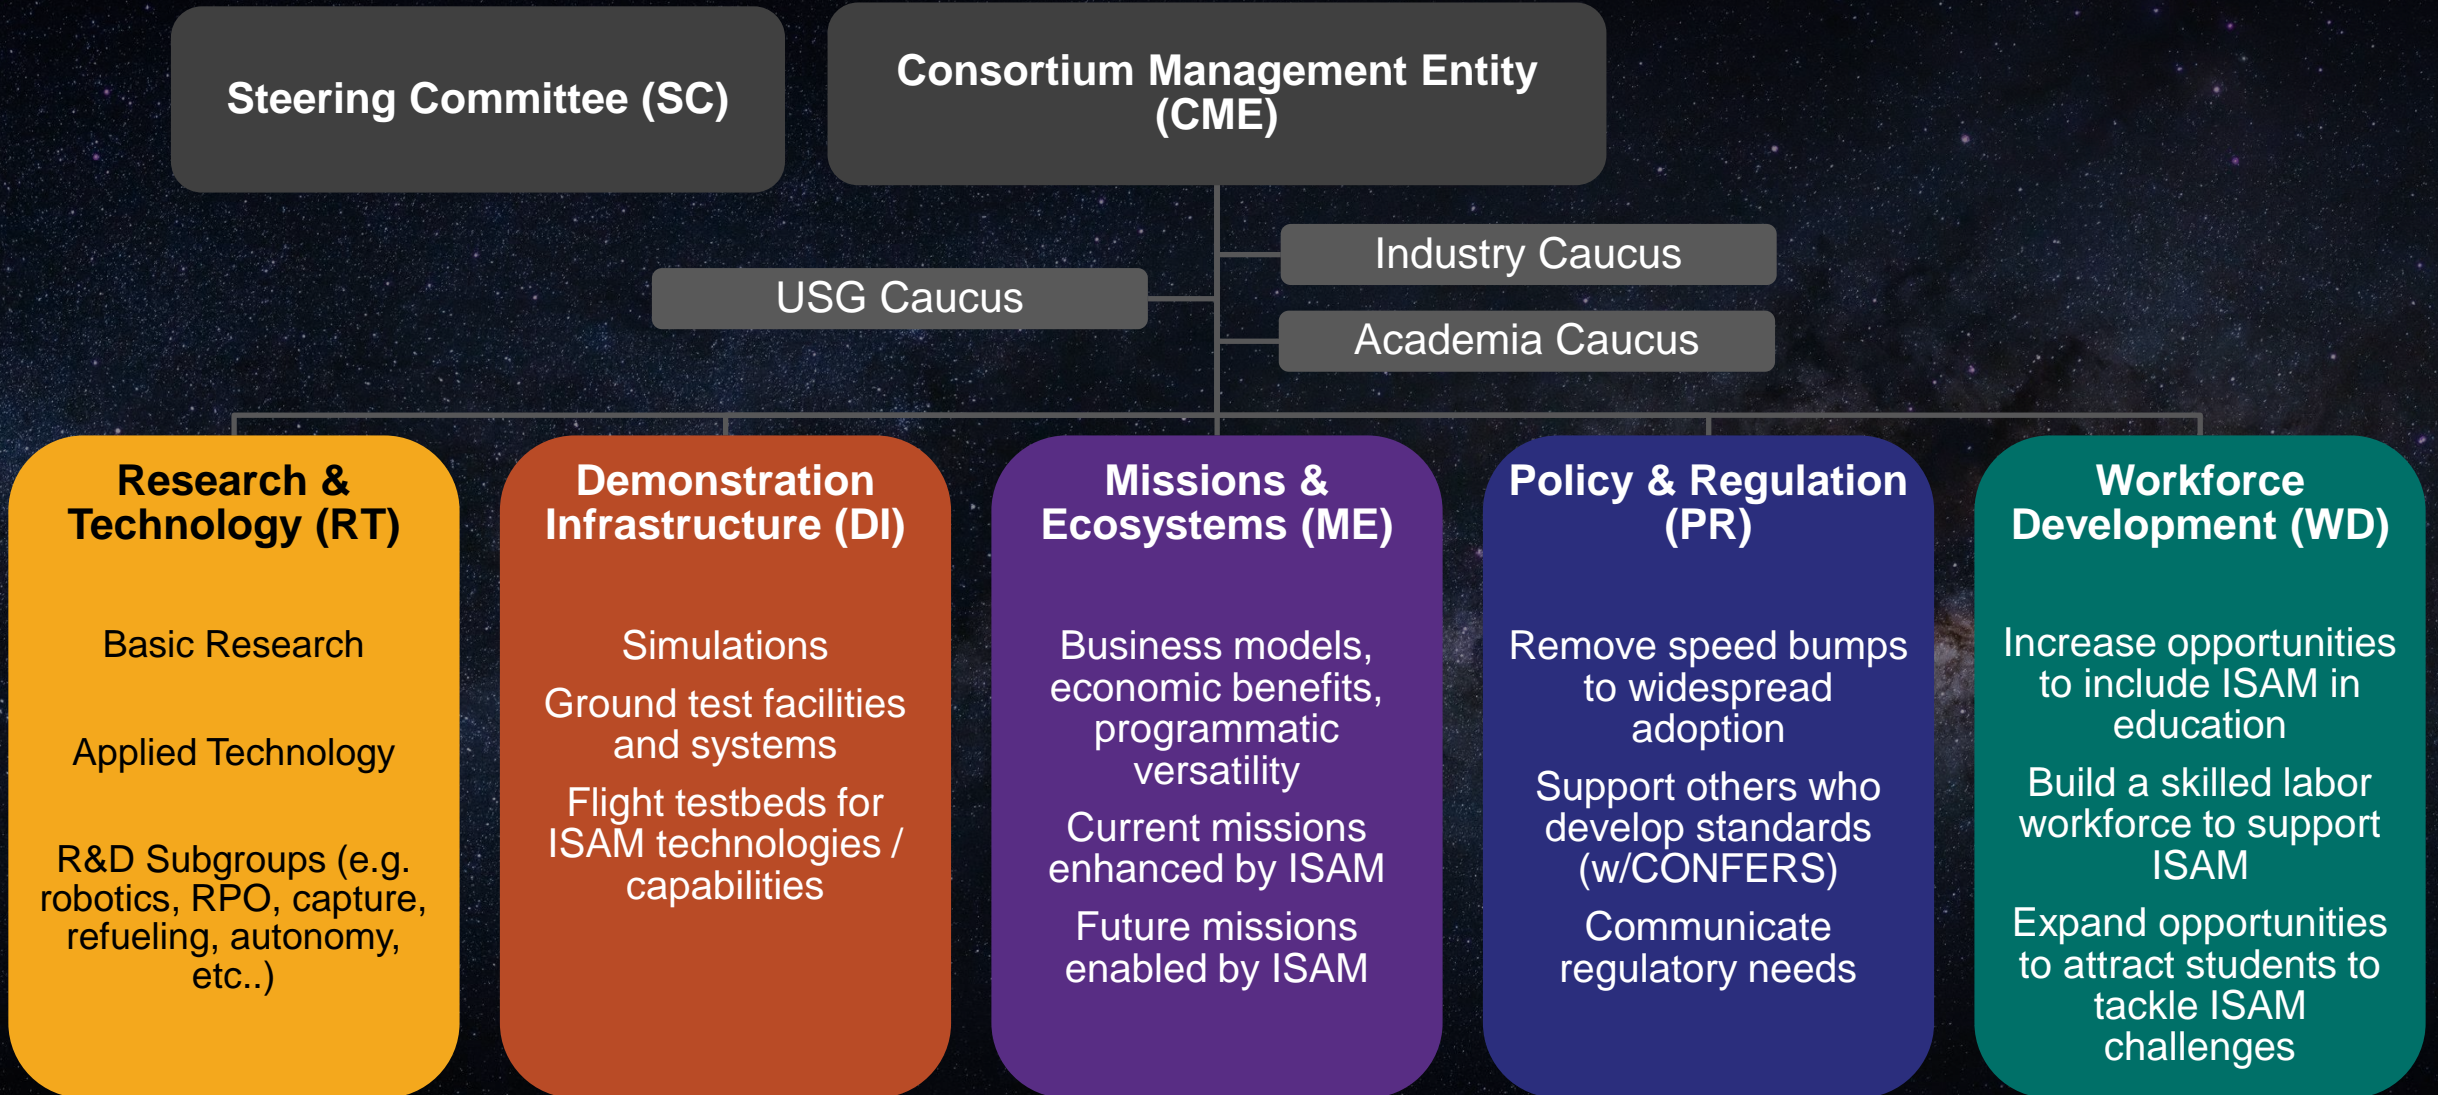 Steering Committee (SC)
Consortium Management Entity
(CME)
Industry Caucus
USG Caucus
Academia Caucus
Research &
Technology (RT)
Basic Research
Applied Technology
R&D Subgroups (e.g.
robotics, RPO, capture,
refueling, autonomy,
etc..)
Demonstration
Infrastructure (DI)
Simulations
Ground test facilities
and systems
Flight testbeds for
ISAM technologies /
capabilities
Missions &
Ecosystems (ME)
Business models,
economic benefits,
programmatic
versatility
Current missions
enhanced by ISAM
Future missions
enabled by ISAM
Policy & Regulation
(PR)
Remove speed bumps
to widespread
adoption
Support others who
develop standards
(w/CONFERS)
Communicate
regulatory needs
Workforce
Development (WD)
Increase opportunities
to include ISAM in
education
Build a skilled labor
workforce to support
ISAM
Expand opportunities
to attract students to
tackle ISAM
challenges